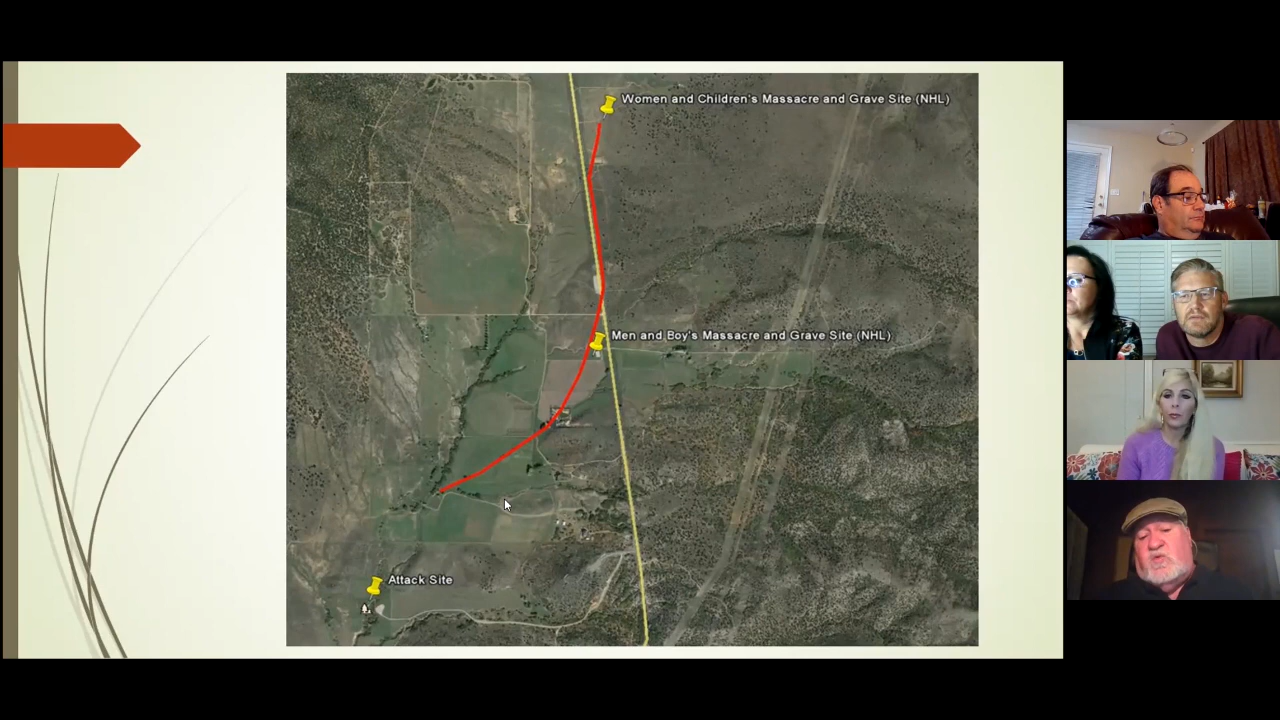 Women and Children's Massacre and Grave Site (NHL)
Men and Boy's Massacre and Grave Site (NHL)
Attack Site